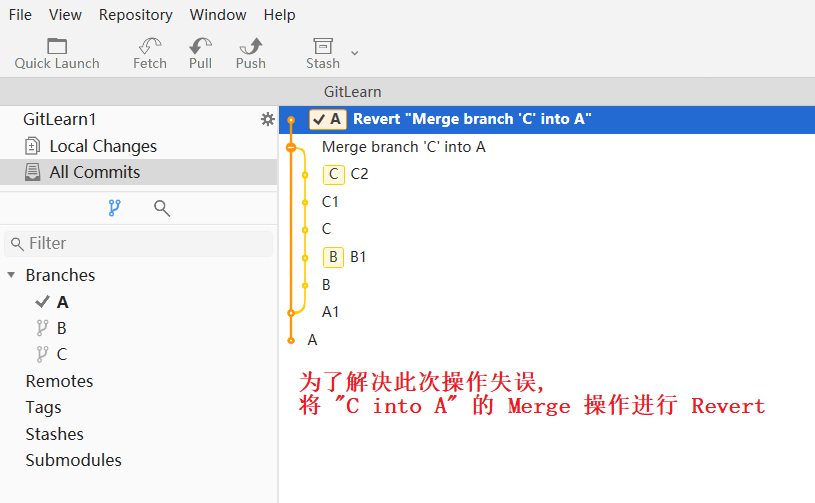 File View Repository Window Help
Quick Launch Fetch Pull Push Stash
GitLearn
GitLearn1
Local Changes
All Commits
Filter
Branches
A
B
C
Remotes
Tags
Stashes
Submodules
A Revert "Merge branch 'C' into A"
Merge branch 'C' into A
C C2
C1
C
B B1
B
A1
A
为了解决此次操作失误,
将 "C into A" 的 Merge 操作进行 Revert